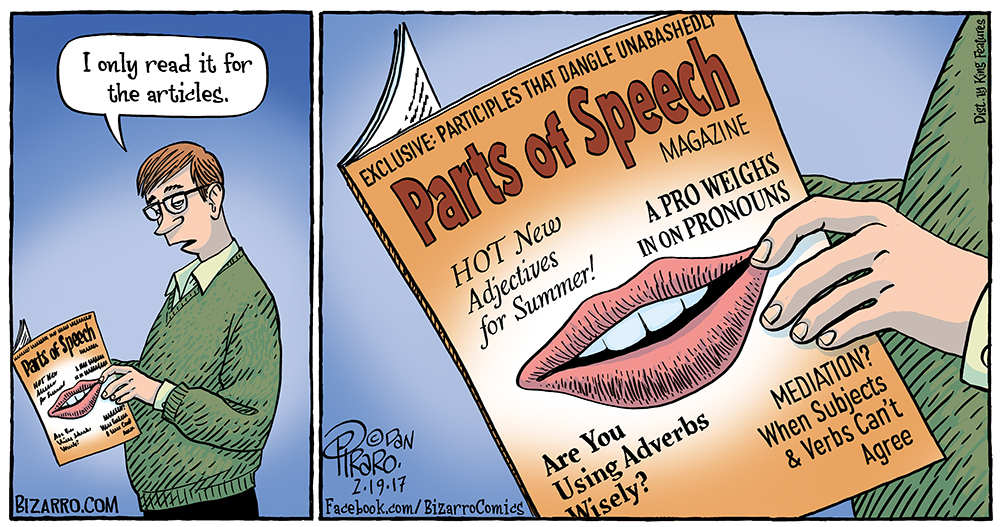 I only read it for
the articles.
Parts of Speech
HOT New
BIZARRO.COM
EXCLUSIVE: PARTICIPLES THAT DANGLE UNABASHEDLY
Parts of Speech
MAGAZINE
HOT New
Adjectives
for Summer!
A PRO WEIGHS
IN ON PRONOUNS
Are You
Using Adverbs
Wisely?
MEDIATION?
When Subjects
& Verbs Can't
Agree
©DAN
PIRARO.
2.19.17
Facebook.com/BizarroComics
Dist. by King Features